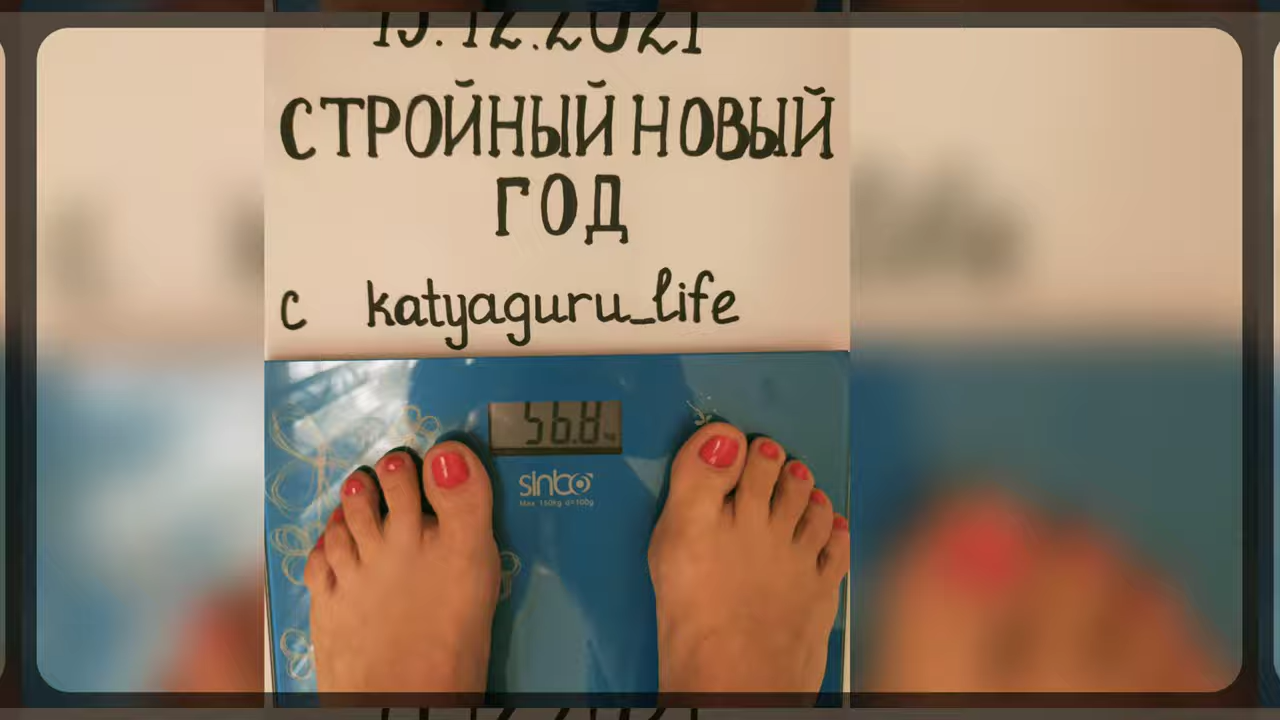 15.12.2021
СТРОЙНЫЙ НОВЫЙ
ГОД
с katyaguru_life
56.8
sinbo
Max 150kg d=100g